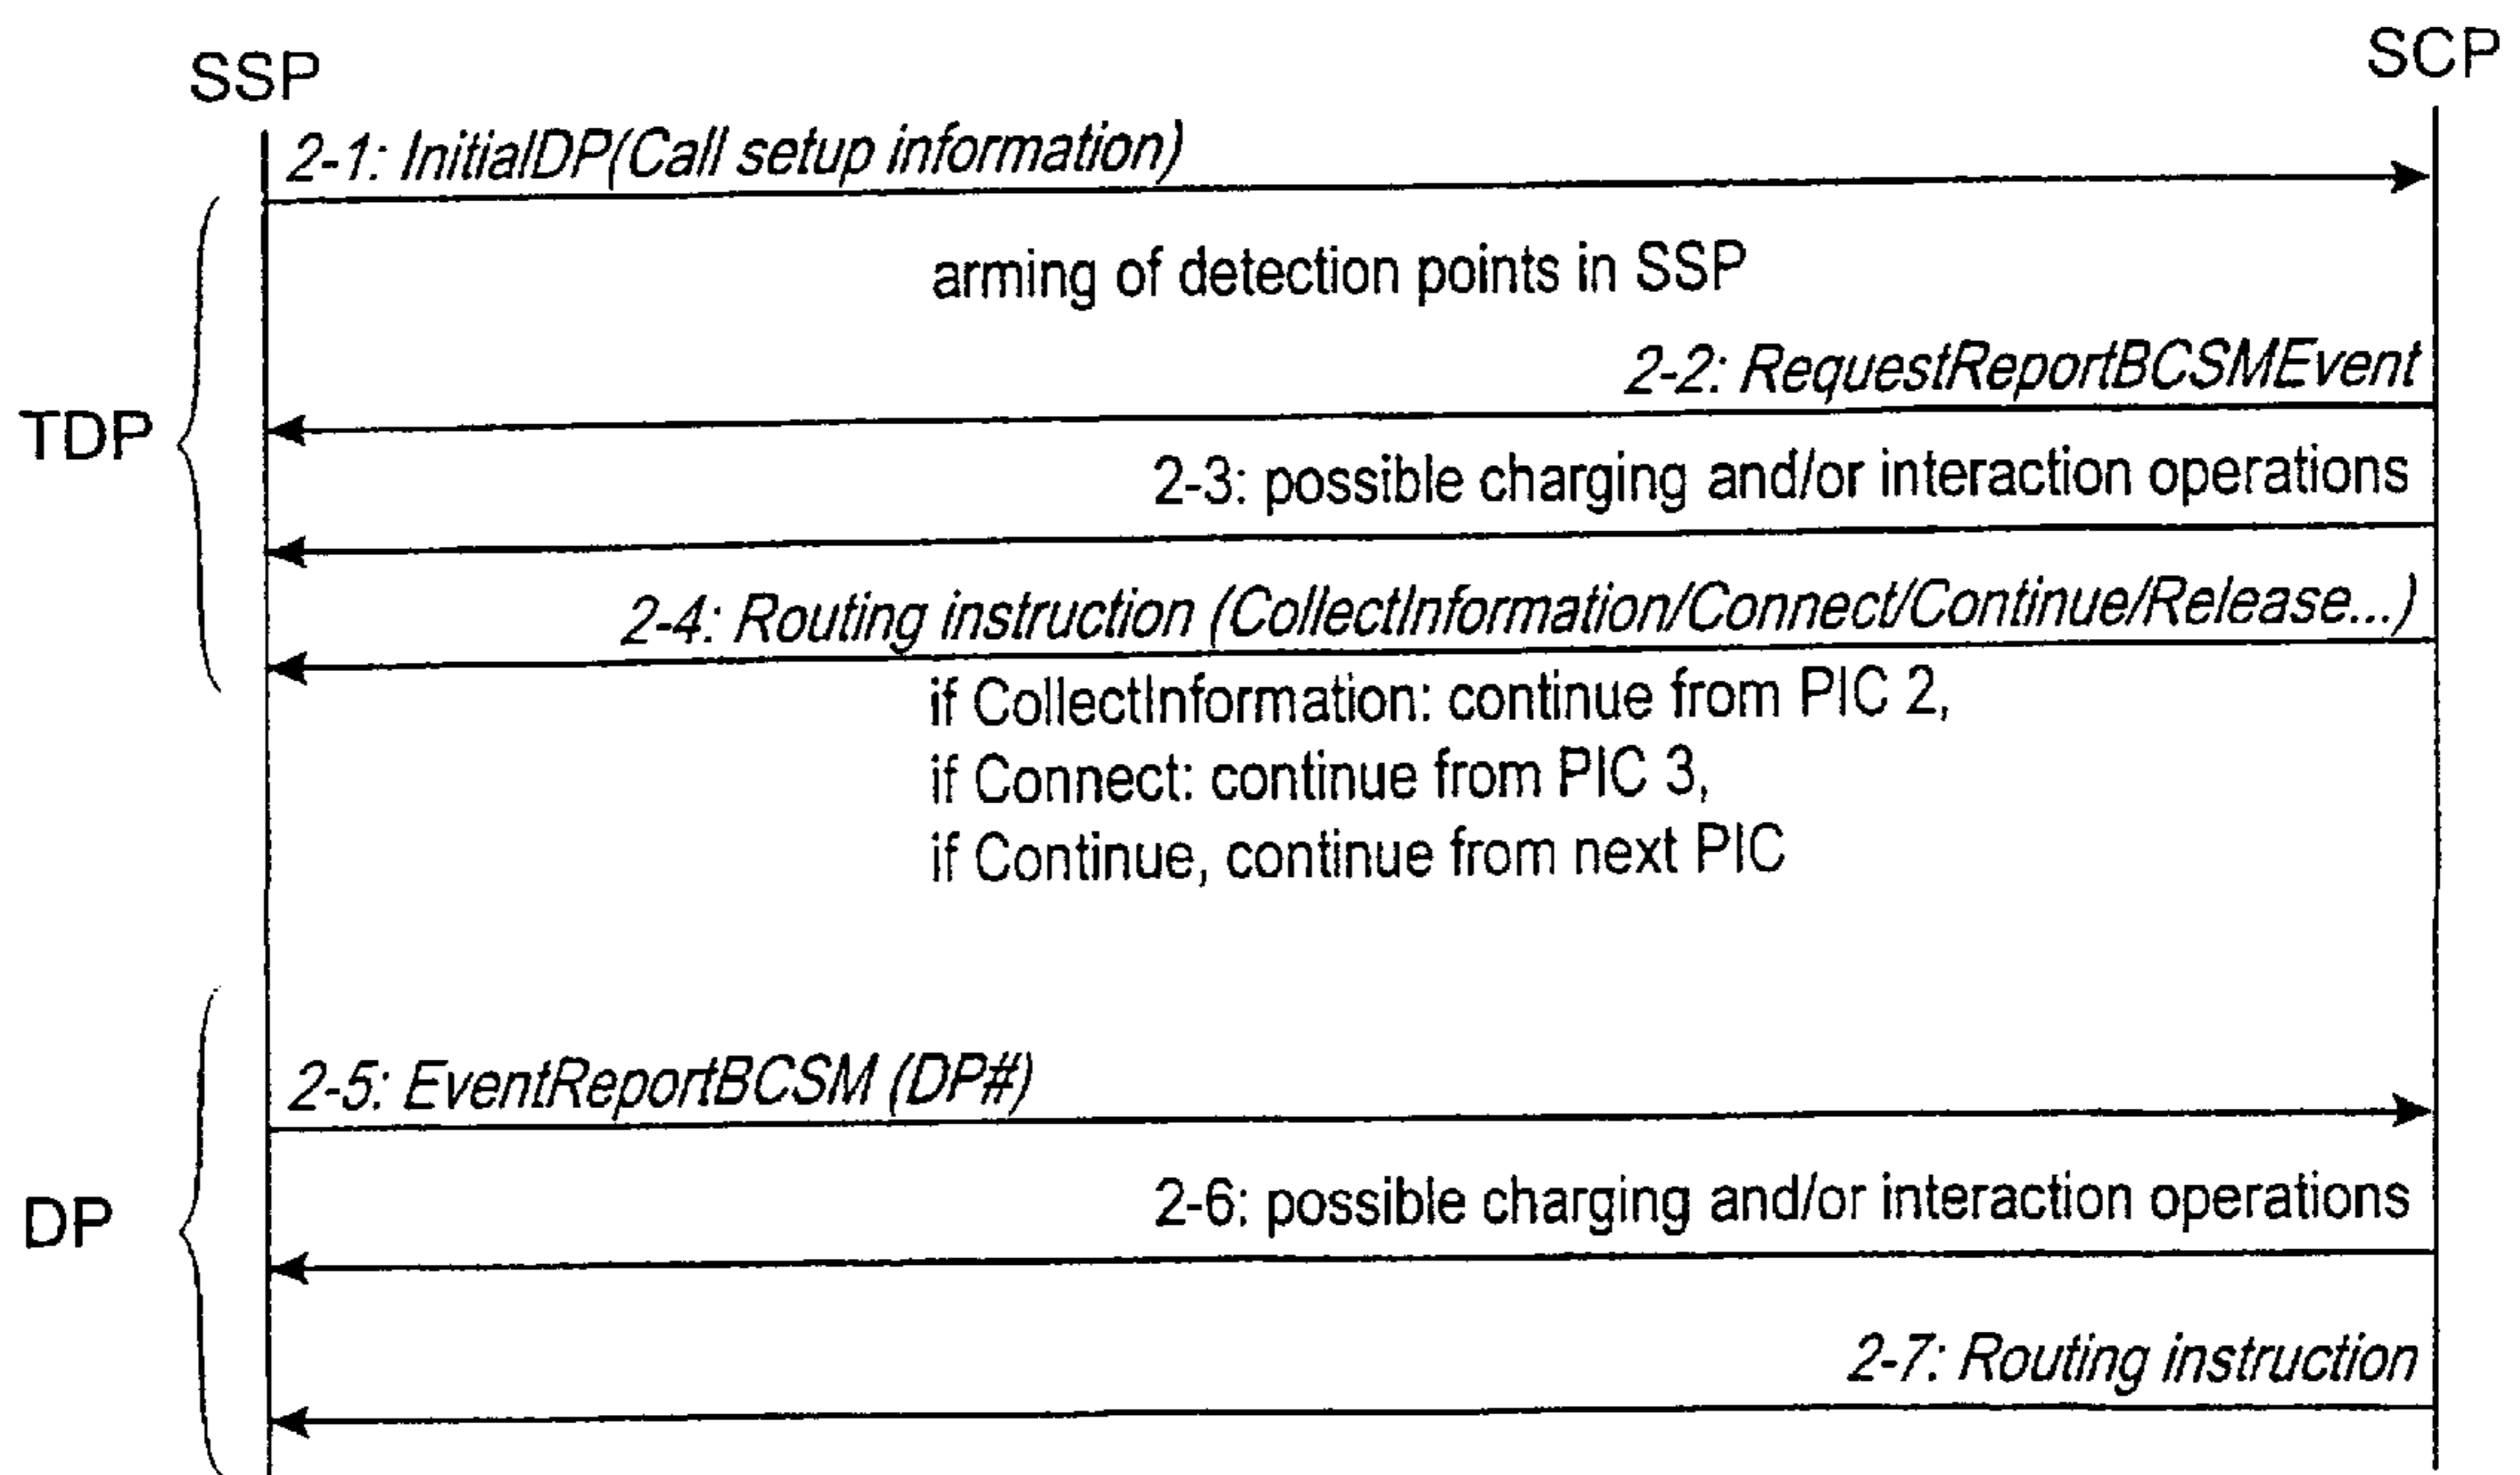 SSP
SCP
2-1: InitialDP(Call setup information)
arming of detection points in SSP
2-2: RequestReportBCSMEvent
TDP
2-3: possible charging and/or interaction operations
2-4: Routing instruction (CollectInformation/Connect/Continue/Release...)
if CollectInformation: continue from PIC 2,
if Connect: continue from PIC 3,
if Continue, continue from next PIC
2-5: EventReportBCSM (DP#)
DP
2-6: possible charging and/or interaction operations
2-7: Routing instruction